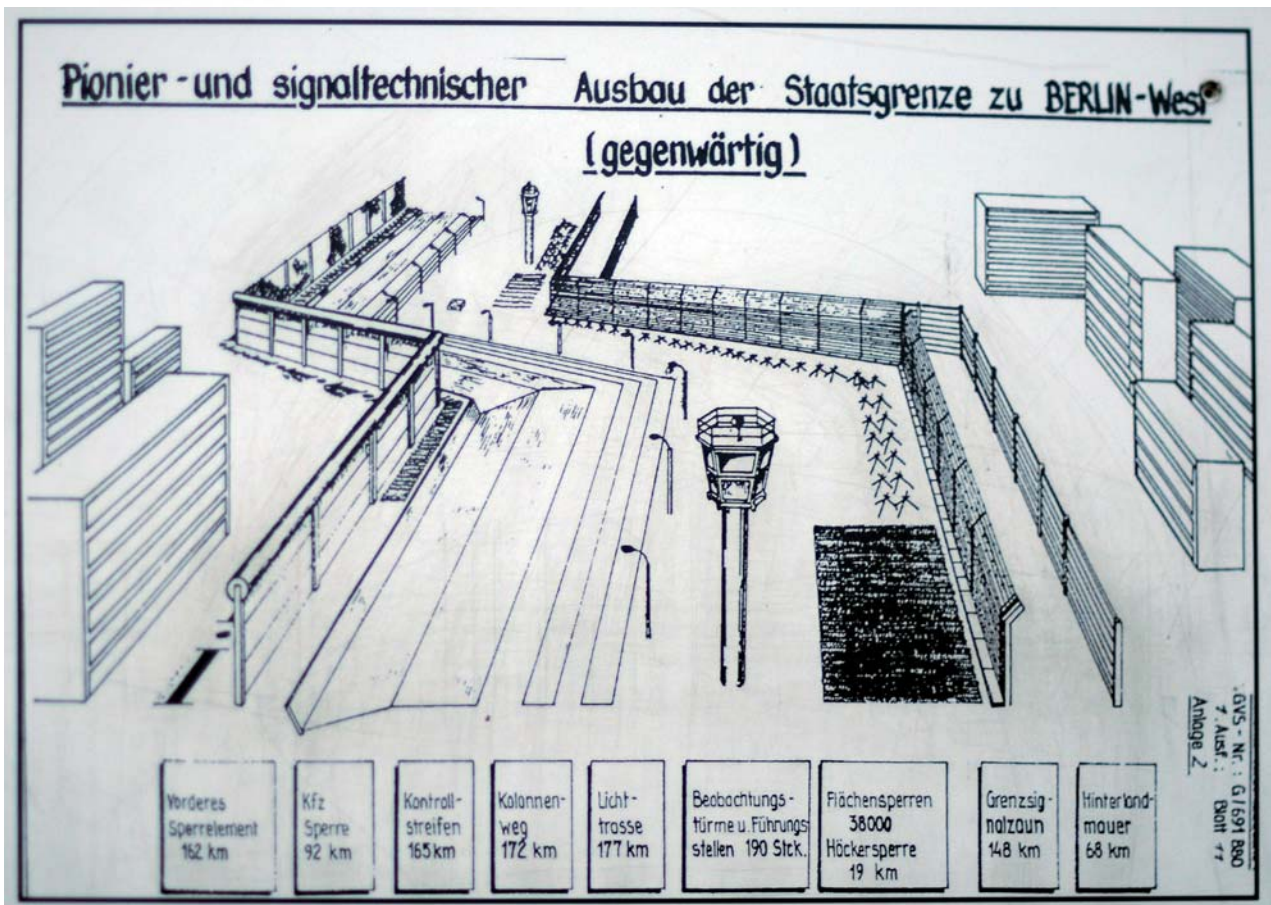 Pionier-und signaltechnischer Ausbau der Staatsgrenze zu BERLIN-West
(gegenwärtig)
Vorderes
Sperrelement
162 km
Kfz
Sperre
92 km
Kontroll-
streifen
165 km
Kolonnen-
weg
172 km
Licht-
trasse
177 km
Beobachtungs-
türme u. Führungs
stellen 190 Stck.
Flächensperren
38000
Höckersperre
19 km
Grenzsig-
nalzaun
148 km
Hinterland-
mauer
68 km
GVS-Nr.: G/691
7. Ausf.: Blatt 11
Anlage 2